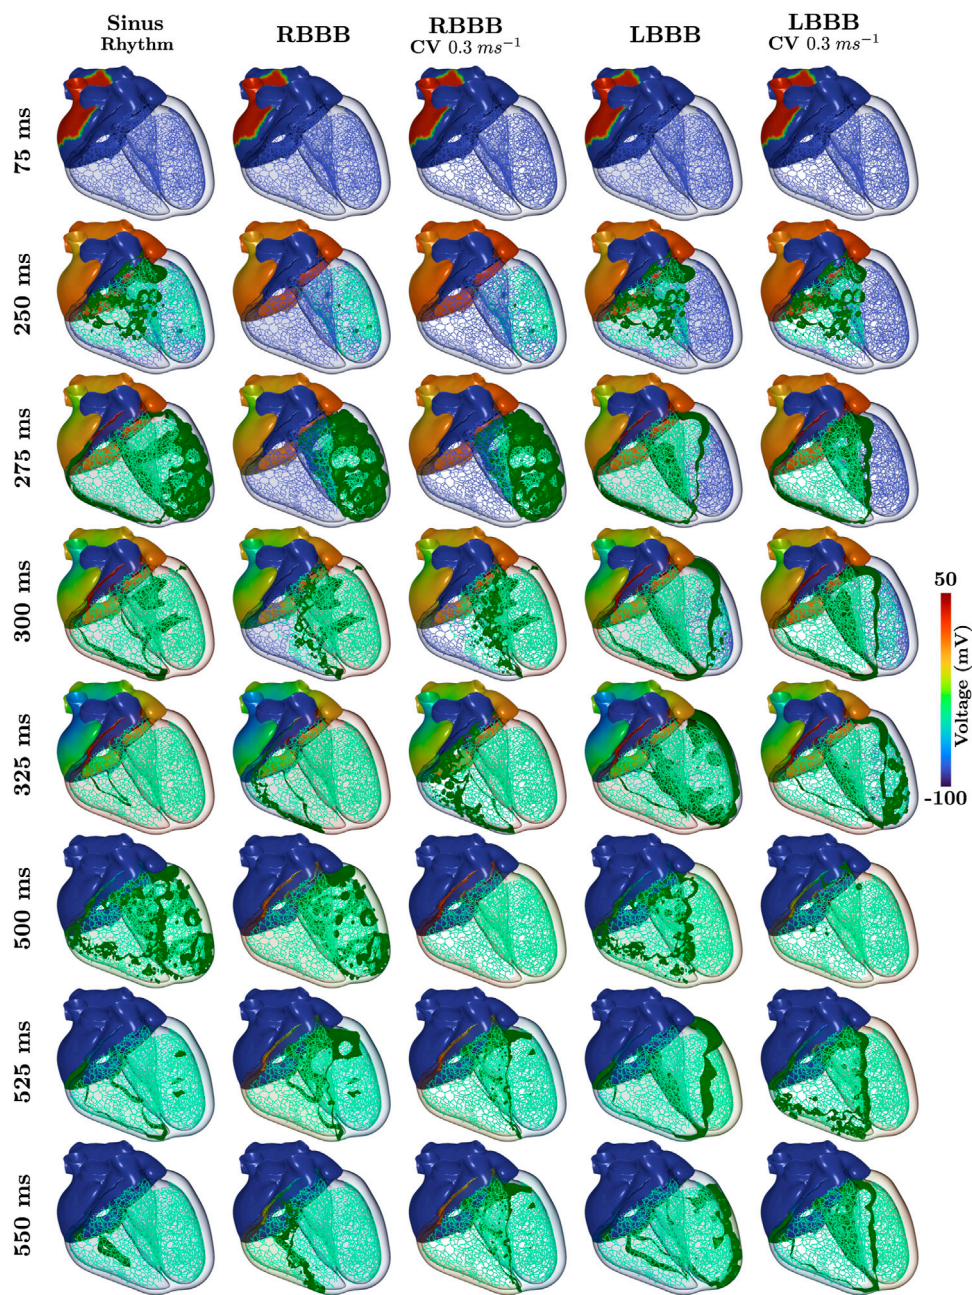 Sinus
Rhythm
RBBB
RBBB
CV 0.3 ms⁻¹
LBBB
LBBB
CV 0.3 ms⁻¹
75 ms
250 ms
275 ms
300 ms
325 ms
500 ms
525 ms
550 ms
50
Voltage (mV)
-100